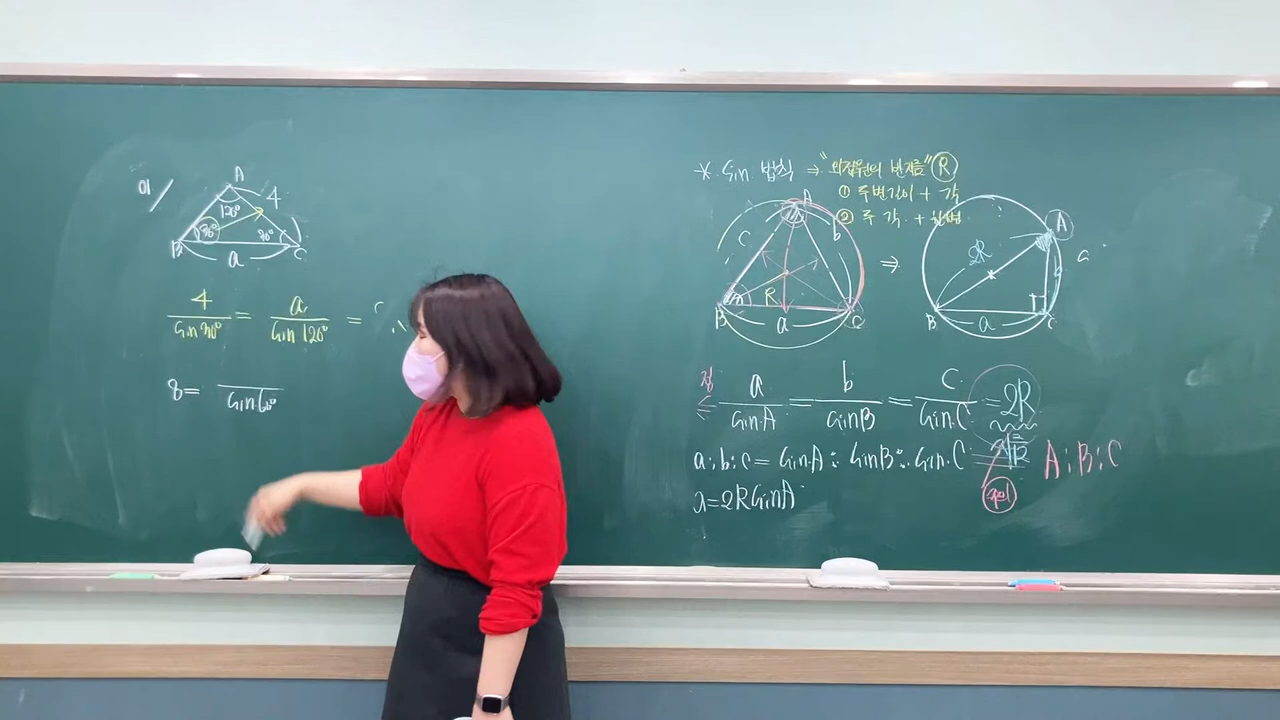 예/
A
120°
4
30°
30°
B
C
a
4/sin30° = a/sin120° =
8 = /sin60°
* sin 법칙 ⇒ "외접원의 반지름" R
① 두변길이 + 각
② 두 각 + 한변
A
c
b
R
B
a
C
⇒
A
2R
B
a
C
a/sinA = b/sinB = c/sinC = 2R
a:b:c = sinA : sinB : sinC
A:B:C
a=2RsinA